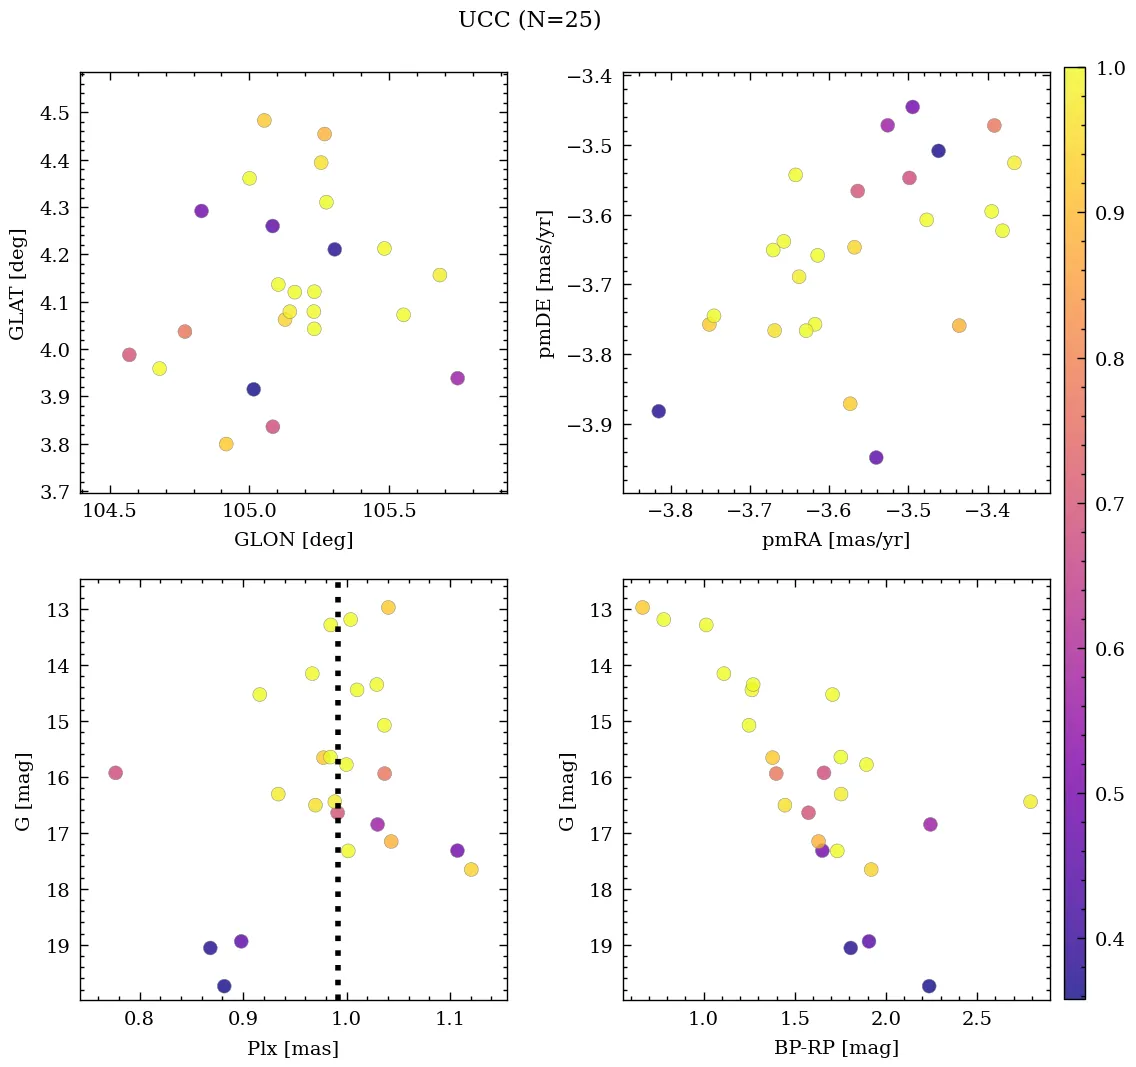 UCC (N=25)
4.5
4.4
4.3
4.2
4.1
4.0
3.9
3.8
3.7
GLAT [deg]
104.5 105.0 105.5
GLON [deg]
−3.4
−3.5
−3.6
−3.7
−3.8
−3.9
pmDE [mas/yr]
−3.8 −3.7 −3.6 −3.5 −3.4
pmRA [mas/yr]
13
14
15
16
17
18
19
G [mag]
0.8 0.9 1.0 1.1
Plx [mas]
13
14
15
16
17
18
19
G [mag]
1.0 1.5 2.0 2.5
BP-RP [mag]
1.0
0.9
0.8
0.7
0.6
0.5
0.4